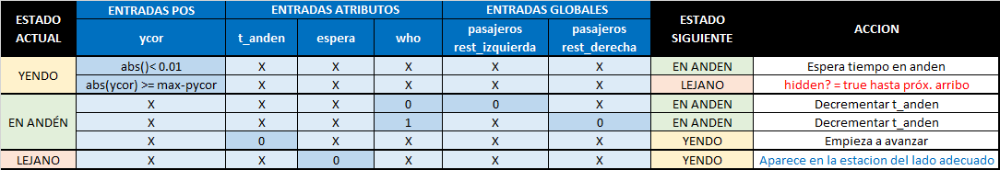 ESTADO ACTUAL ENTRADAS POS ENTRADAS ATRIBUTOS ENTRADAS GLOBALES ESTADO SIGUIENTE ACCION
ycor t_anden espera who pasajeros rest_izquierda pasajeros rest_derecha
YENDO abs()< 0.01 X X X X X EN ANDEN Espera tiempo en anden
abs(ycor) >= max-pycor X X X X X LEJANO hidden? = true hasta próx. arribo
EN ANDÉN X X X 0 0 X EN ANDEN Decrementar t_anden
X X X 1 X 0 EN ANDEN Decrementar t_anden
X 0 X X X X YENDO Empieza a avanzar
LEJANO X X 0 X X X YENDO Aparece en la estacion del lado adecuado